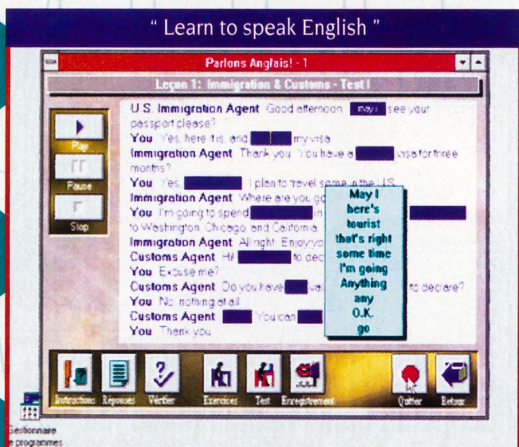 “ Learn to speak English ”
Parlons Anglais! - 1
Leçon 1: Immigration & Customs - Test I
U.S. Immigration Agent Good afternoon. may I see your
passport please?
You Yes, here it is, and my visa
Immigration Agent Thank you. You have a visa for three
months?
You Yes, I plan to travel some in the U.S.
Immigration Agent Where are you go
You I'm going to spend in
to Washington, Chicago and California.
Immigration Agent All right. Enjoy yo
Customs Agent Hi! to dec
You Excuse me?
Customs Agent Do you have val to declare?
You No, nothing at all
Customs Agent You can
You Thank you
May I
here's
tourist
that's right
some time
I'm going
Anything
any
O.K.
go
Play
Pause
Stop
Instructions Réponses Vérifier Exercises Test Enregistrement Quitter Retour
Gestionnaire
e programmes